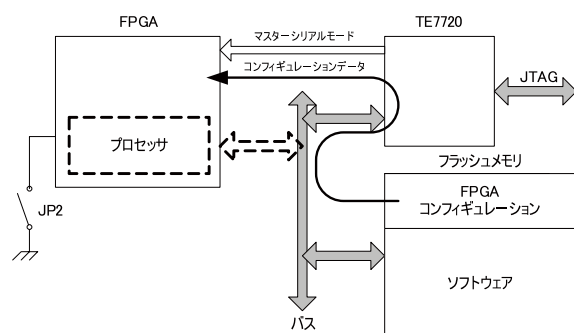 FPGA
TE7720
マスターシリアルモード
コンフィギュレーションデータ
JTAG
プロセッサ
フラッシュメモリ
FPGA
コンフィギュレーション
JP2
ソフトウェア
バス